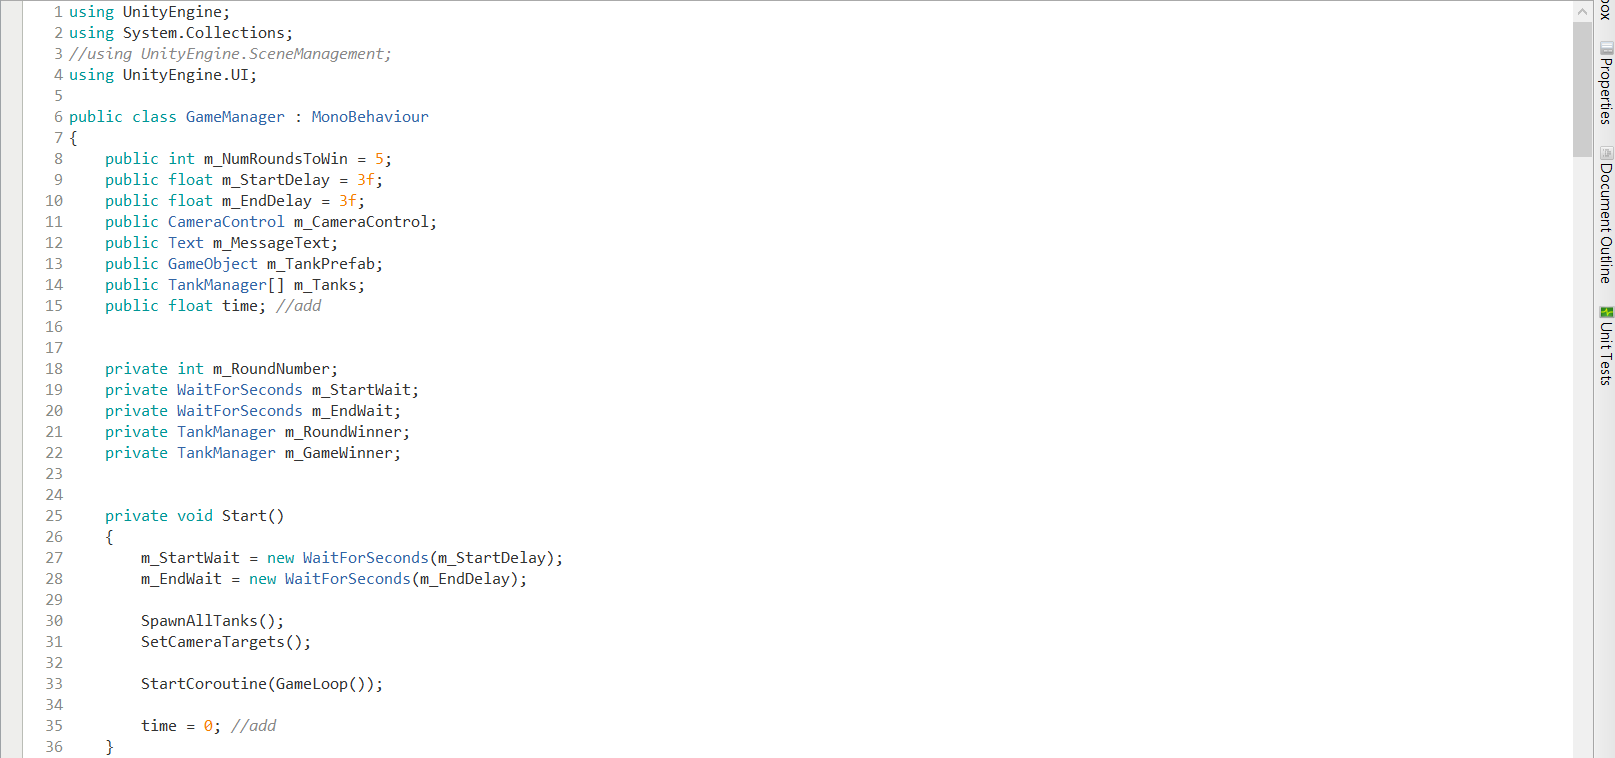 1 using UnityEngine;
2 using System.Collections;
3 //using UnityEngine.SceneManagement;
4 using UnityEngine.UI;
5
6 public class GameManager : MonoBehaviour
7 {
8 public int m_NumRoundsToWin = 5;
9 public float m_StartDelay = 3f;
10 public float m_EndDelay = 3f;
11 public CameraControl m_CameraControl;
12 public Text m_MessageText;
13 public GameObject m_TankPrefab;
14 public TankManager[] m_Tanks;
15 public float time; //add
16
17
18 private int m_RoundNumber;
19 private WaitForSeconds m_StartWait;
20 private WaitForSeconds m_EndWait;
21 private TankManager m_RoundWinner;
22 private TankManager m_GameWinner;
23
24
25 private void Start()
26 {
27 m_StartWait = new WaitForSeconds(m_StartDelay);
28 m_EndWait = new WaitForSeconds(m_EndDelay);
29
30 SpawnAllTanks();
31 SetCameraTargets();
32
33 StartCoroutine(GameLoop());
34
35 time = 0; //add
36 }
Properties
Document Outline
Unit Tests